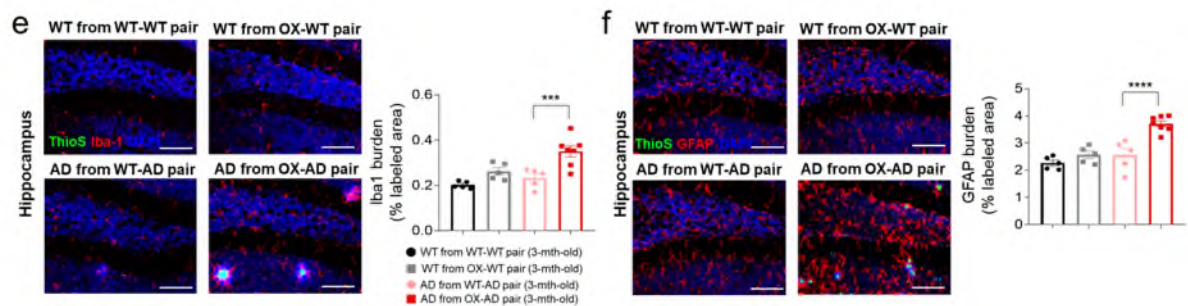 e
WT from WT-WT pair WT from OX-WT pair
ThioS Iba-1 DAPI
AD from WT-AD pair AD from OX-AD pair
Hippocampus
Iba1 burden
(% labeled area)
0.6
0.4
0.2
0.0
***
WT from WT-WT pair (3-mth-old)
WT from OX-WT pair (3-mth-old)
AD from WT-AD pair (3-mth-old)
AD from OX-AD pair (3-mth-old)
f
WT from WT-WT pair WT from OX-WT pair
ThioS GFAP DAPI
AD from WT-AD pair AD from OX-AD pair
Hippocampus
GFAP burden
(% labeled area)
5
4
3
2
1
0
****